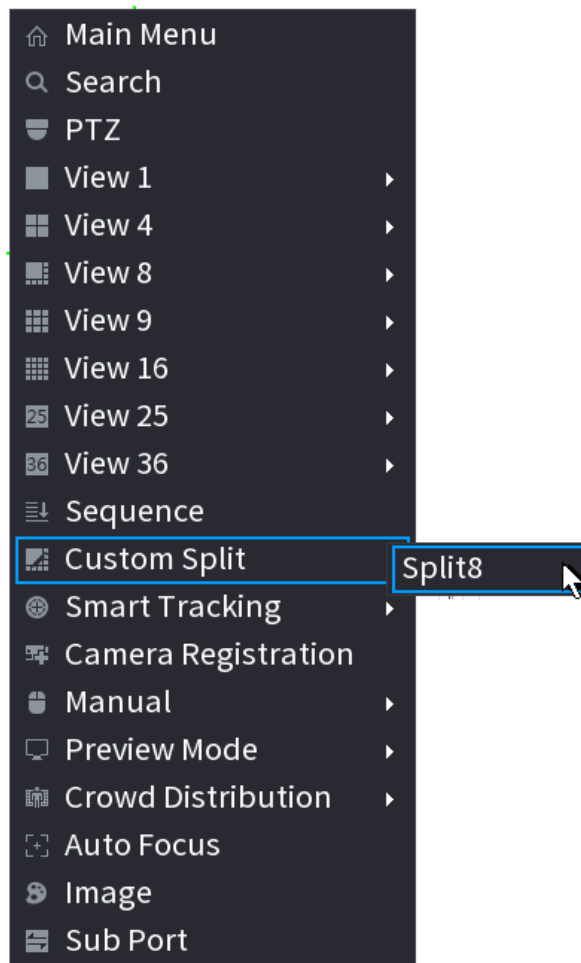 Main Menu
Search
PTZ
View 1
View 4
View 8
View 9
View 16
25 View 25
36 View 36
Sequence
Custom Split
Split8
Smart Tracking
Camera Registration
Manual
Preview Mode
Crowd Distribution
Auto Focus
Image
Sub Port